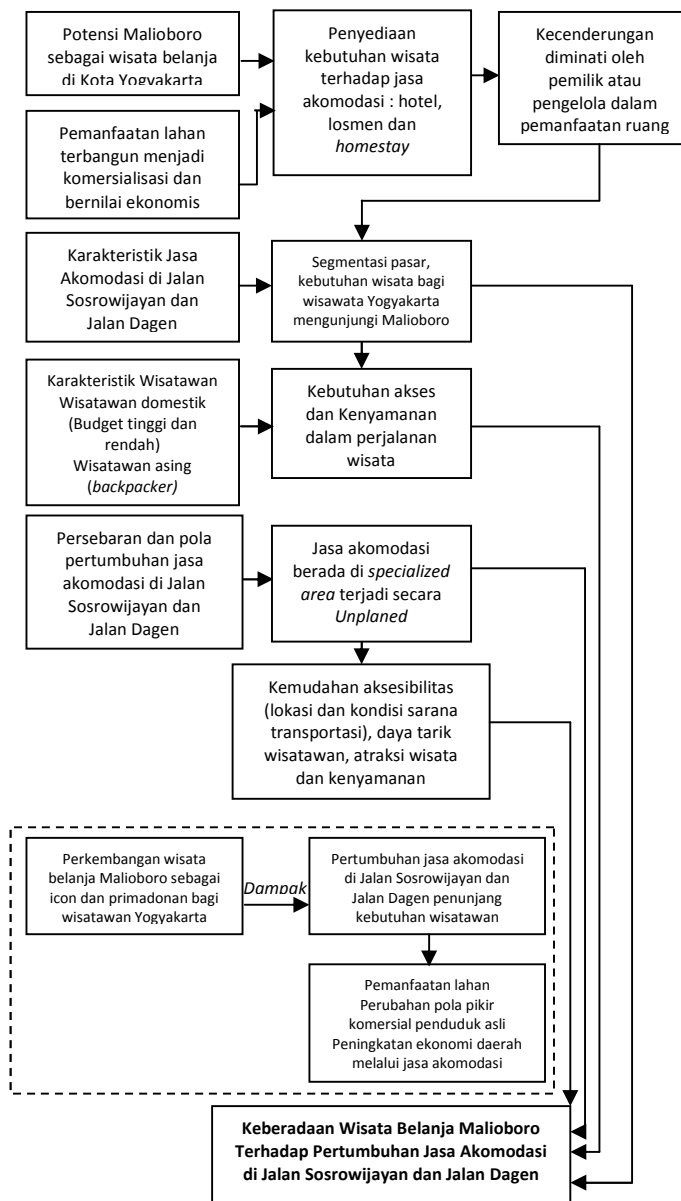 Potensi Malioboro
sebagai wisata belanja
di Kota Yogyakarta
Penyediaan
kebutuhan wisata
terhadap jasa
akomodasi : hotel,
losmen dan
homestay
Kecenderungan
diminati oleh
pemilik atau
pengelola dalam
pemanfaatan ruang
Pemanfaatan lahan
terbangun menjadi
komersialisasi dan
bernilai ekonomis
Karakteristik Jasa
Akomodasi di Jalan
Sosrowijayan dan
Jalan Dagen
Segmentasi pasar,
kebutuhan wisata bagi
wisawata Yogyakarta
mengunjungi Malioboro
Karakteristik Wisatawan
Wisatawan domestik
(Budget tinggi dan
rendah)
Wisatawan asing
(backpacker)
Kebutuhan akses
dan Kenyamanan
dalam perjalanan
wisata
Persebaran dan pola
pertumbuhan jasa
akomodasi di Jalan
Sosrowijayan dan
Jalan Dagen
Jasa akomodasi
berada di specialized
area terjadi secara
Unplaned
Kemudahan aksesibilitas
(lokasi dan kondisi sarana
transportasi), daya tarik
wisatawan, atraksi wisata
dan kenyamanan
Perkembangan wisata
belanja Malioboro sebagai
icon dan primadonan bagi
wisatawan Yogyakarta
Dampak
Pertumbuhan jasa akomodasi
di Jalan Sosrowijayan dan
Jalan Dagen penunjang
kebutuhan wisatawan
Pemanfaatan lahan
Perubahan pola pikir
komersial penduduk asli
Peningkatan ekonomi daerah
melalui jasa akomodasi
Keberadaan Wisata Belanja Malioboro
Terhadap Pertumbuhan Jasa Akomodasi
di Jalan Sosrowijayan dan Jalan Dagen